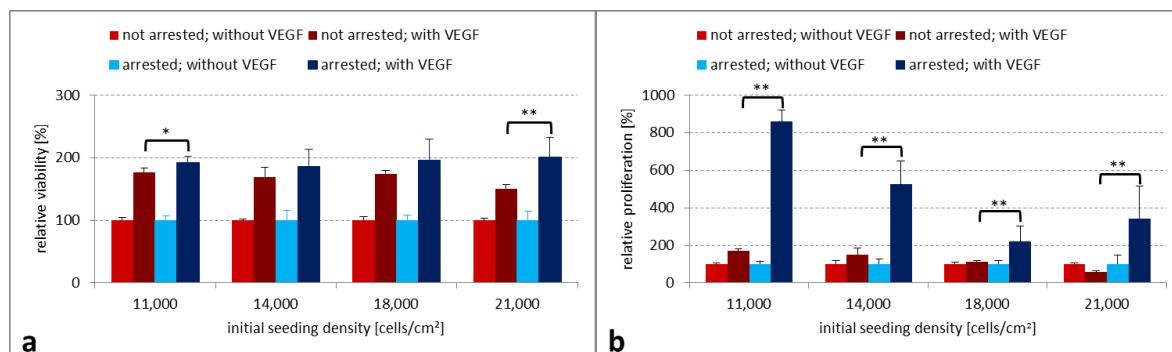 not arrested; without VEGF not arrested; with VEGF
arrested; without VEGF arrested; with VEGF
relative viability [%]
300
200
100
0
*
**
11,000 14,000 18,000 21,000
initial seeding density [cells/cm²]
a
not arrested; without VEGF not arrested; with VEGF
arrested; without VEGF arrested; with VEGF
relative proliferation [%]
1000
800
600
400
200
0
**
**
**
**
11,000 14,000 18,000 21,000
initial seeding density [cells/cm²]
b